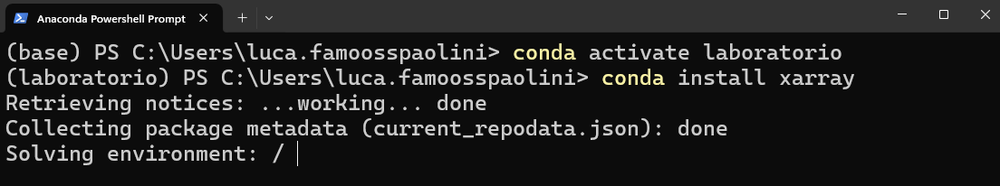 Anaconda Powershell Prompt
(base) PS C:\Users\luca.famoosspaolini> conda activate laboratorio
(laboratorio) PS C:\Users\luca.famoosspaolini> conda install xarray
Retrieving notices: ...working... done
Collecting package metadata (current_repodata.json): done
Solving environment: /